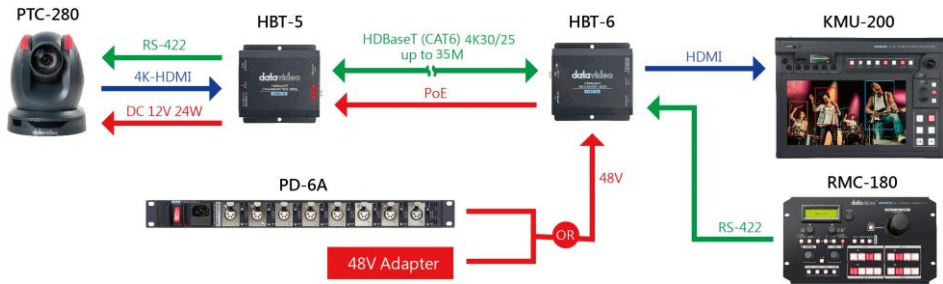 PTC-280
HBT-5
HBT-6
KMU-200
RS-422
HDBaseT (CAT6) 4K30/25
up to 35M
HDMI
4K-HDMI
datavideo
datavideo
PoE
DC 12V 24W
datavideo
48V
PD-6A
RMC-180
OR
RS-422
48V Adapter
datavideo